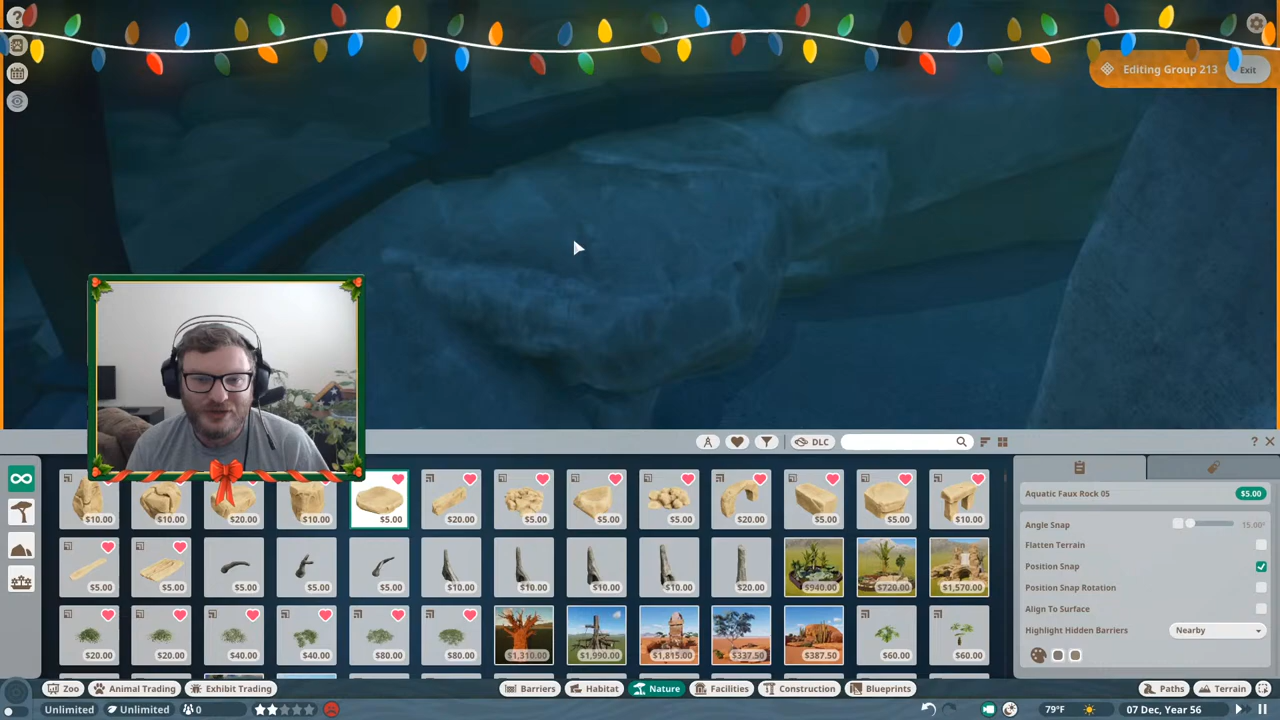 ?
Editing Group 213 Exit
DLC
? ×
$10.00 $10.00 $20.00 $10.00 $5.00 $20.00 $5.00 $5.00 $5.00 $20.00 $5.00 $5.00 $10.00
$5.00 $5.00 $5.00 $5.00 $5.00 $10.00 $10.00 $10.00 $10.00 $20.00 $940.00 $720.00 $1,570.00
$20.00 $20.00 $40.00 $40.00 $80.00 $80.00 $1,310.00 $1,990.00 $1,815.00 $337.50 $387.50 $60.00 $60.00
Aquatic Faux Rock 05 $5.00
Angle Snap 15.00°
Flatten Terrain
Position Snap
Position Snap Rotation
Align To Surface
Highlight Hidden Barriers Nearby
Zoo Animal Trading Exhibit Trading Barriers Habitat Nature Facilities Construction Blueprints Paths Terrain
Unlimited Unlimited 0 79°F 07 Dec, Year 56